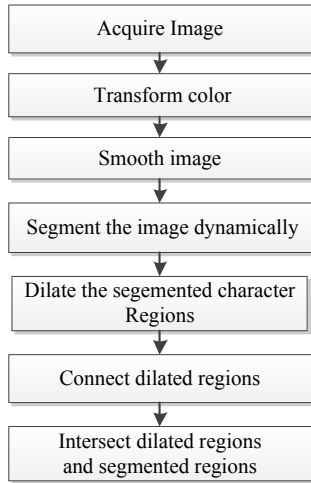 Acquire Image
Transform color
Smooth image
Segment the image dynamically
Dilate the segemented character
Regions
Connect dilated regions
Intersect dilated regions
and segmented regions